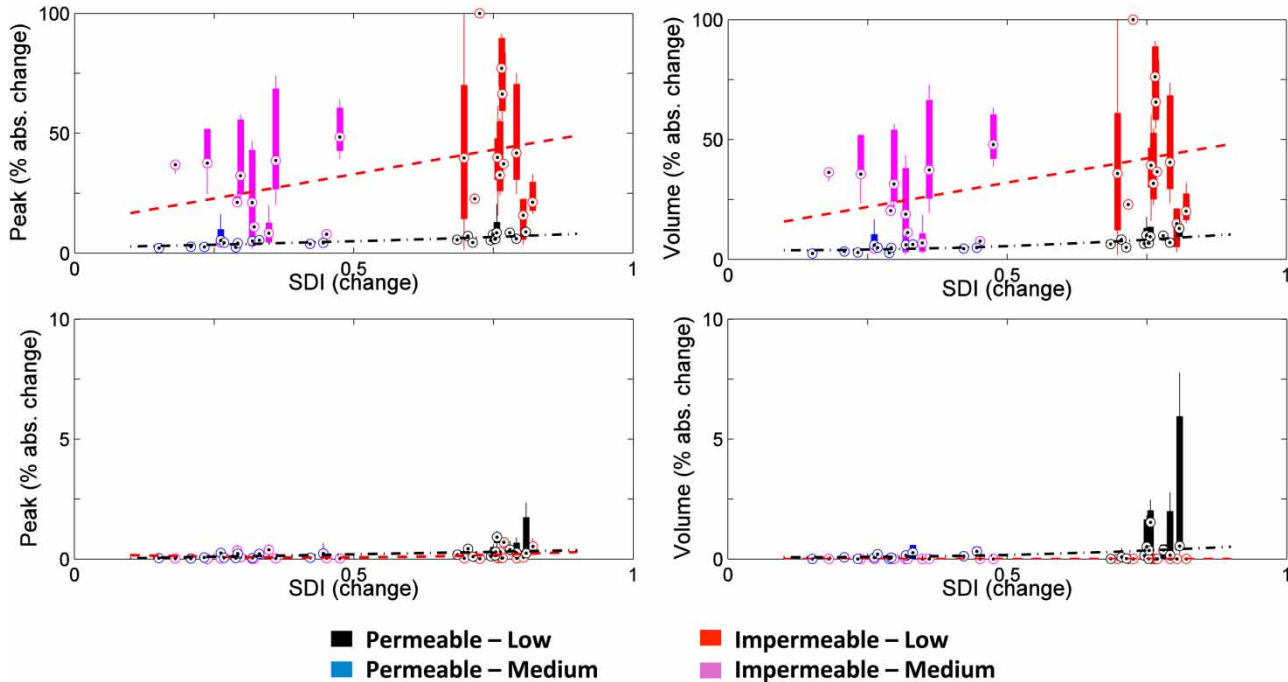 100
50
0
Peak (% abs. change)
0
0.5
1
SDI (change)
100
50
0
Volume (% abs. change)
0
0.5
1
SDI (change)
10
5
0
Peak (% abs. change)
0
0.5
1
SDI (change)
10
5
0
Volume (% abs. change)
0
0.5
1
SDI (change)
Permeable – Low
Impermeable – Low
Permeable – Medium
Impermeable – Medium